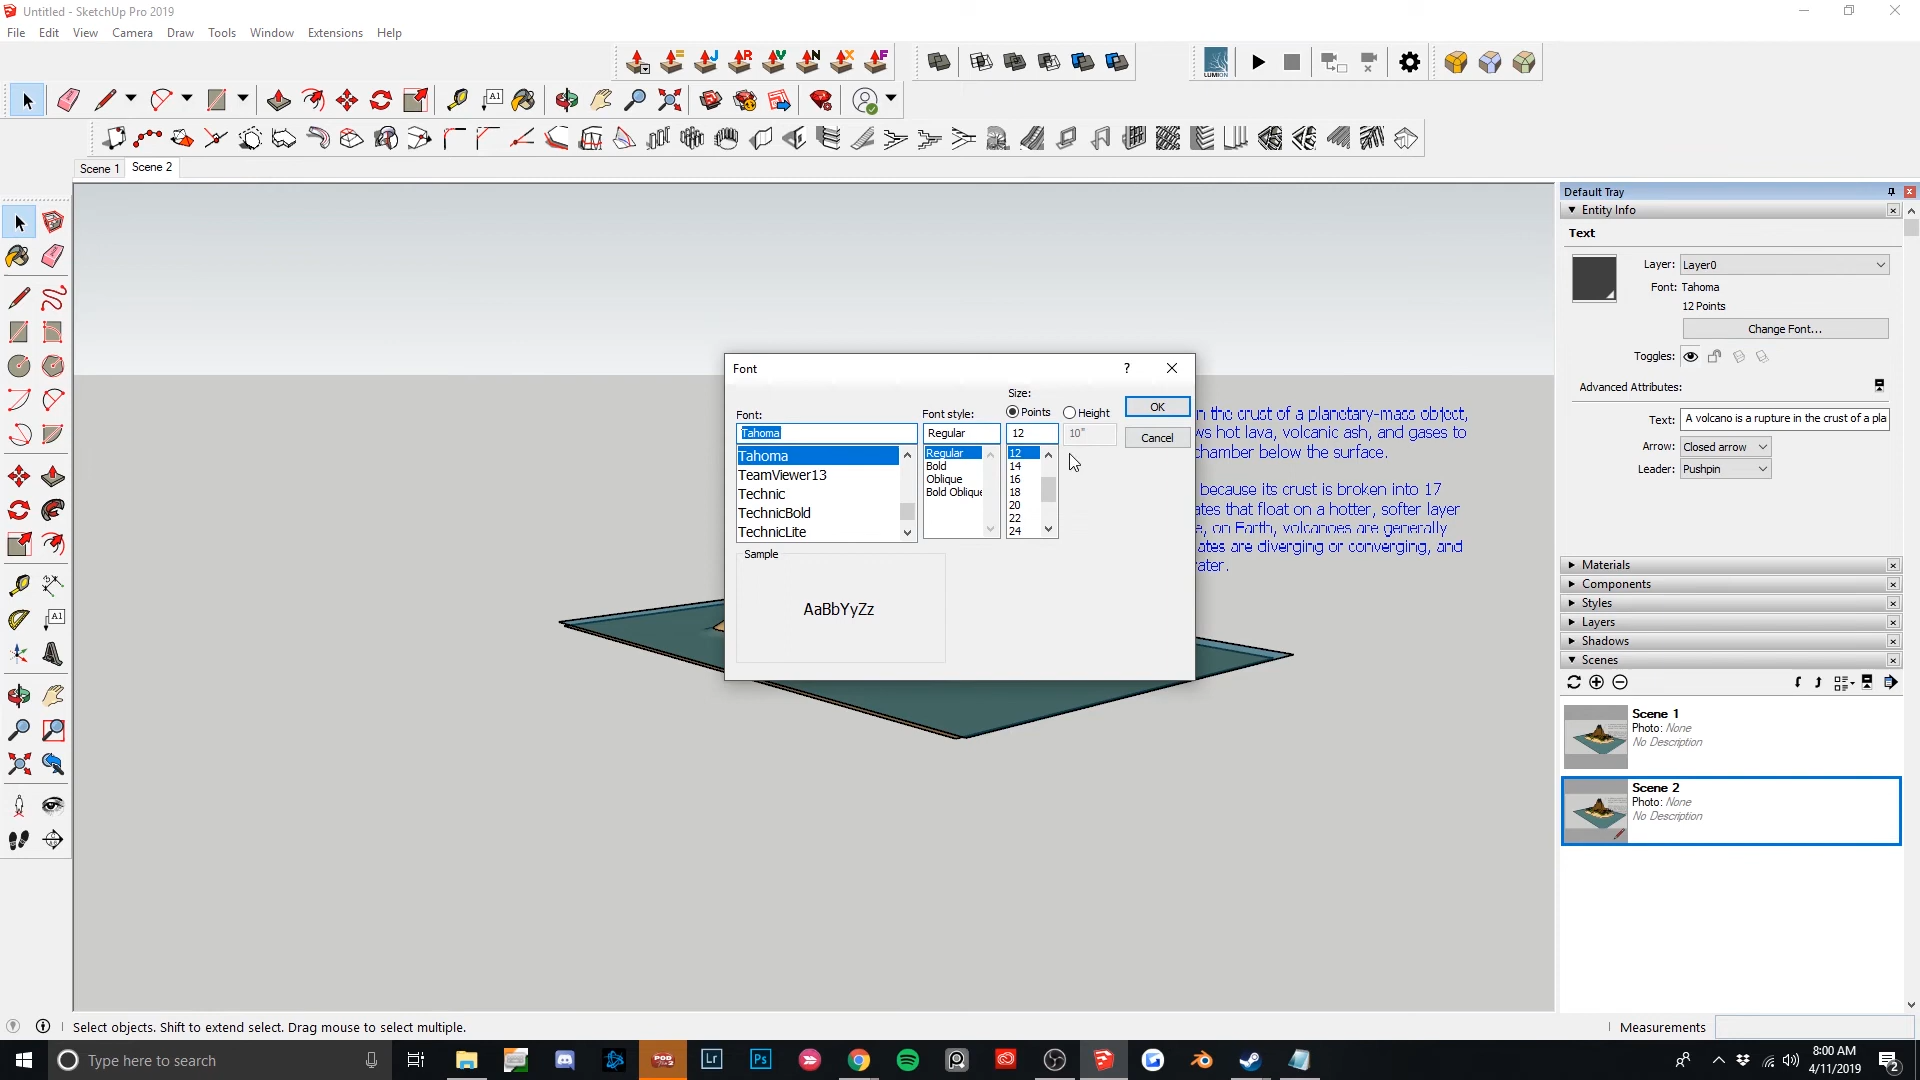 Untitled - SketchUp Pro 2019
File Edit View Camera Draw Tools Window Extensions Help
J R V N X F
LUMION
A1
Scene 1 Scene 2
Default Tray
Entity Info
Text
Layer: Layer0
Font: Tahoma
12 Points
Change Font...
Toggles:
Advanced Attributes:
Text: A volcano is a rupture in the crust of a pla
Arrow: Closed arrow
Leader: Pushpin
Font
?
Font:
Tahoma
Tahoma
TeamViewer13
Technic
TechnicBold
TechnicLite
Font style:
Regular
Regular
Bold
Oblique
Bold Oblique
Size:
Points Height
12 10"
12
14
16
18
20
22
24
OK
Cancel
Sample
AaBbYyZz
in the crust of a planetary-mass object,
ws hot lava, volcanic ash, and gases to
chamber below the surface.
because its crust is broken into 17
ates that float on a hotter, softer layer
e, on Earth, volcanoes are generally
ates are diverging or converging, and
ater.
A1
Materials
Components
Styles
Layers
Shadows
Scenes
Scene 1
Photo: None
No Description
Scene 2
Photo: None
No Description
Select objects. Shift to extend select. Drag mouse to select multiple.
Measurements
Type here to search
Lr
Ps
8:00 AM
4/11/2019
2